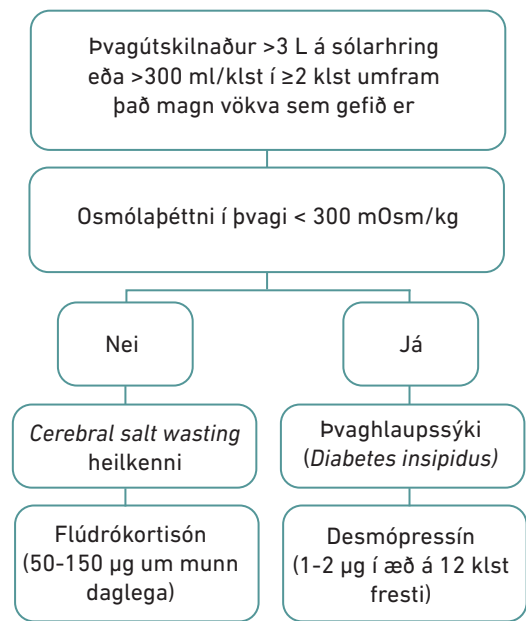 Þvagútskilnaður >3 L á sólarhring
eða >300 ml/klst í ≥2 klst umfram
það magn vökva sem gefið er
Osmólaþéttni í þvagi < 300 mOsm/kg
Nei
Já
Cerebral salt wasting
heilkenni
Þvaghlaupssýki
(Diabetes insipidus)
Flúdrókortisón
(50-150 µg um munn
daglega)
Desmópressín
(1-2 µg í æð á 12 klst
fresti)